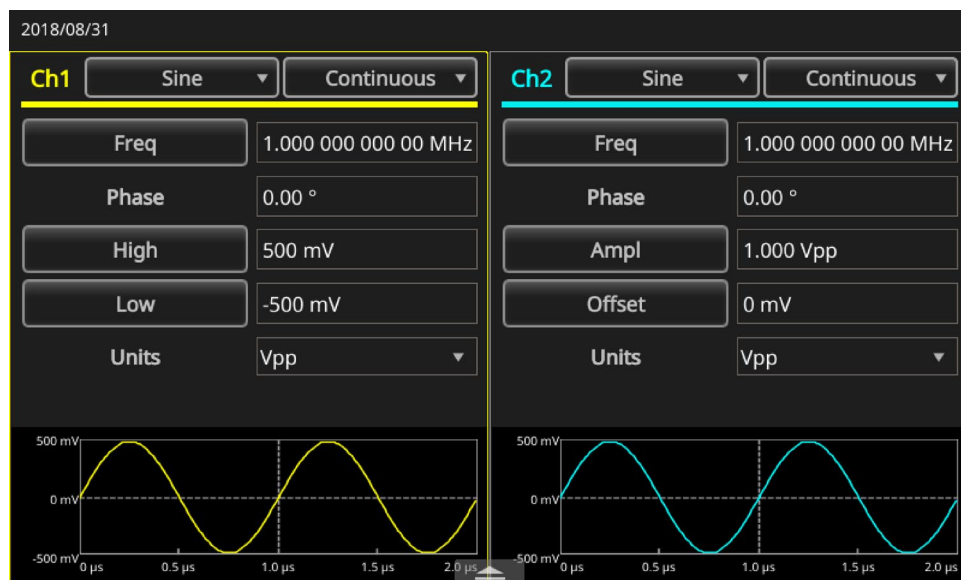 2018/08/31
Ch1 Sine Continuous
Freq 1.000 000 000 00 MHz
Phase 0.00 °
High 500 mV
Low -500 mV
Units Vpp
500 mV
0 mV
-500 mV
0 µs 0.5 µs 1.0 µs 1.5 µs 2.0 µs
Ch2 Sine Continuous
Freq 1.000 000 000 00 MHz
Phase 0.00 °
Ampl 1.000 Vpp
Offset 0 mV
Units Vpp
500 mV
0 mV
-500 mV
0 µs 0.5 µs 1.0 µs 1.5 µs 2.0 µs